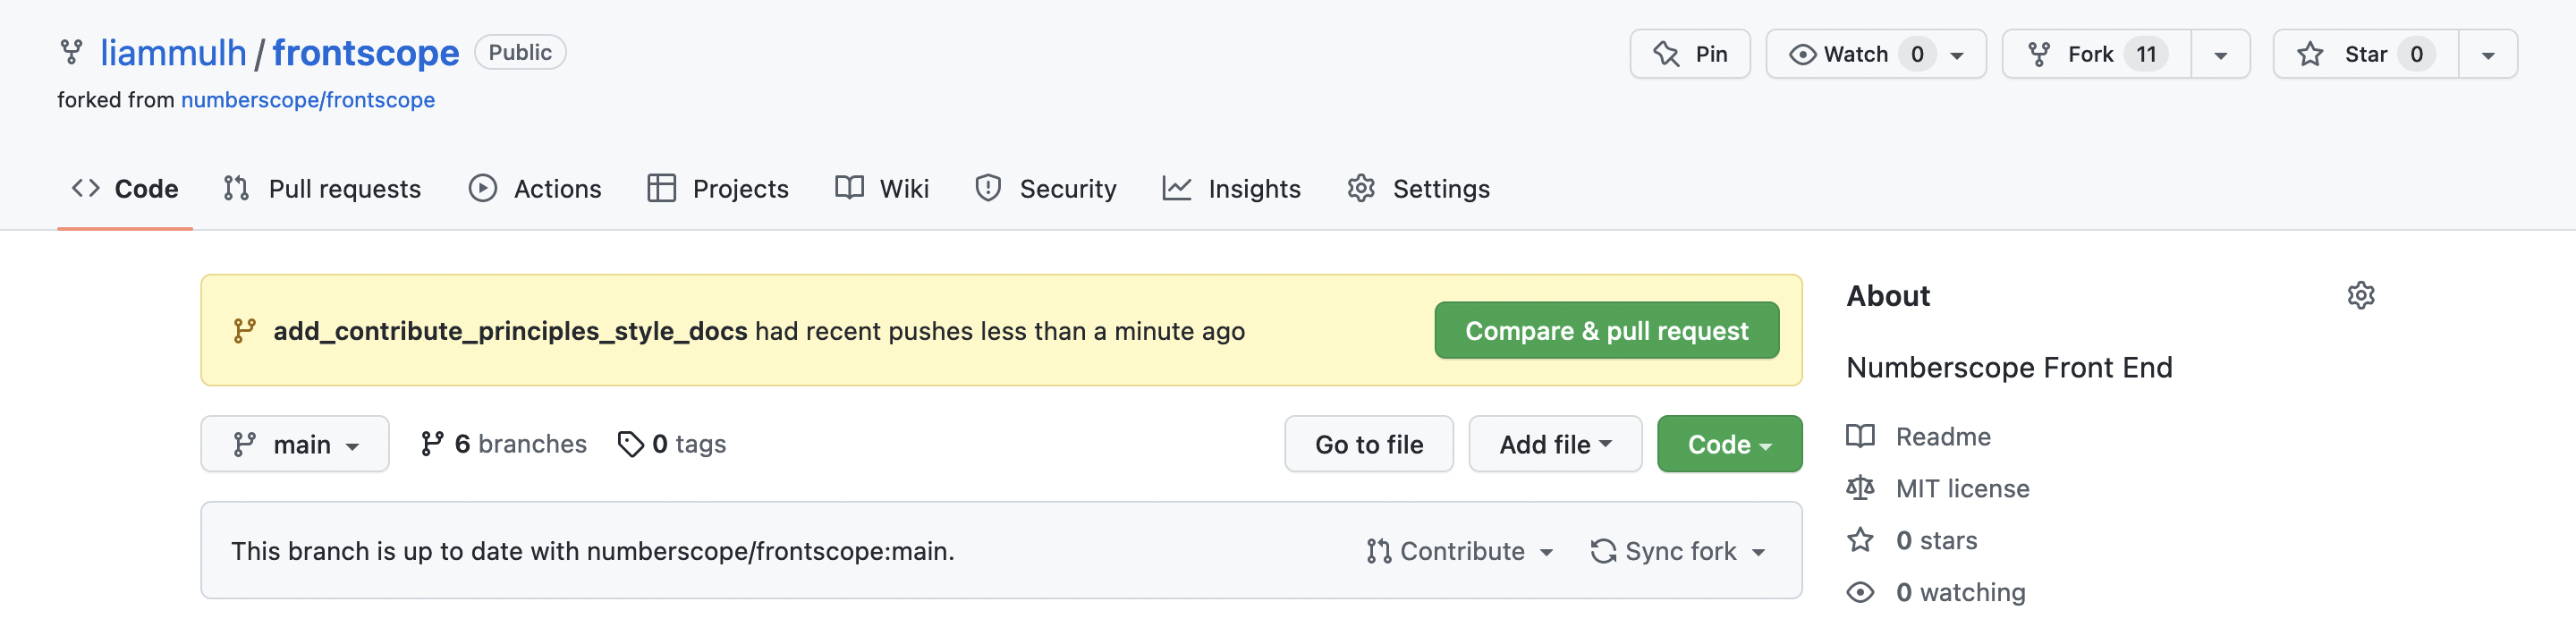 liammulh / frontscope Public Pin Watch 0 Fork 11 Star 0
forked from numberscope/frontscope
Code Pull requests Actions Projects Wiki Security Insights Settings
add_contribute_principles_style_docs had recent pushes less than a minute ago Compare & pull request
main 6 branches 0 tags Go to file Add file Code
This branch is up to date with numberscope/frontscope:main. Contribute Sync fork
About
Numberscope Front End
Readme
MIT license
0 stars
0 watching